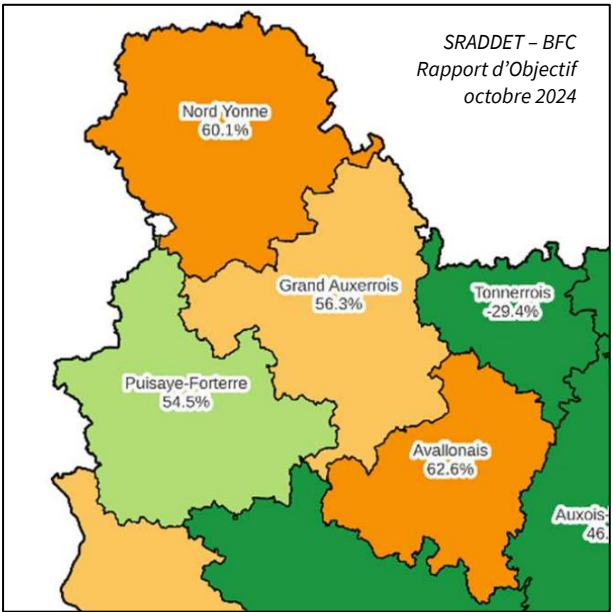 SRADDET – BFC
Rapport d’Objectif
octobre 2024
Nord Yonne
60.1%
Grand Auxerrois
56.3%
Tonnerrois
-29.4%
Puisaye-Forterre
54.5%
Avallonais
62.6%
Auxois-
46.